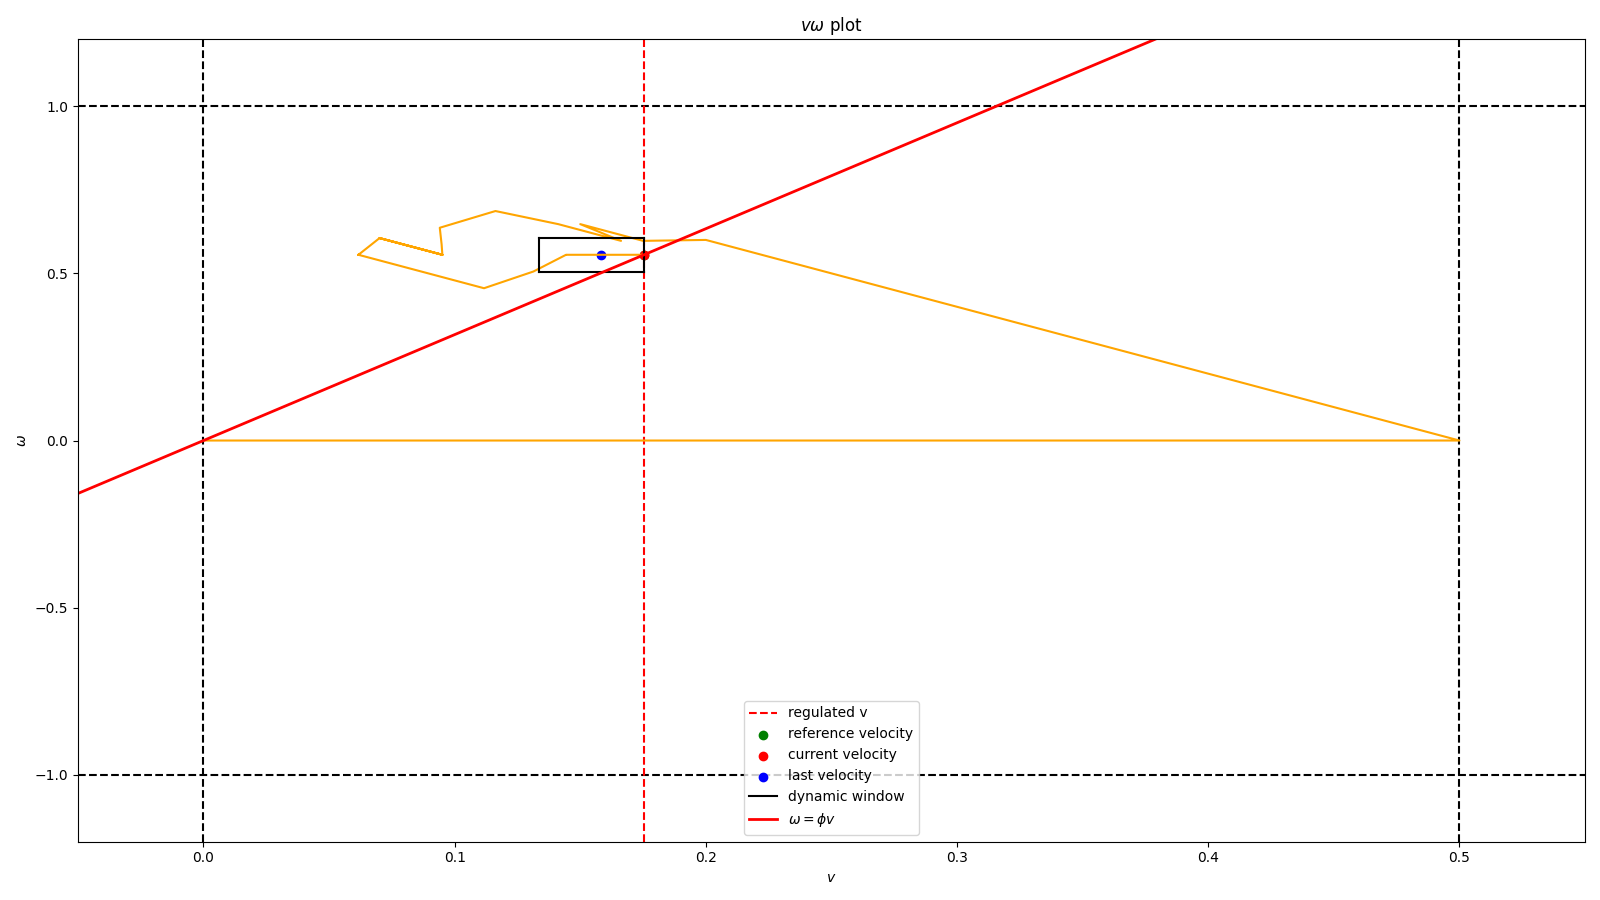 vω plot
1.0
0.5
0.0
−0.5
−1.0
ω
0.0 0.1 0.2 0.3 0.4 0.5
v
regulated v
reference velocity
current velocity
last velocity
dynamic window
ω = ϕv